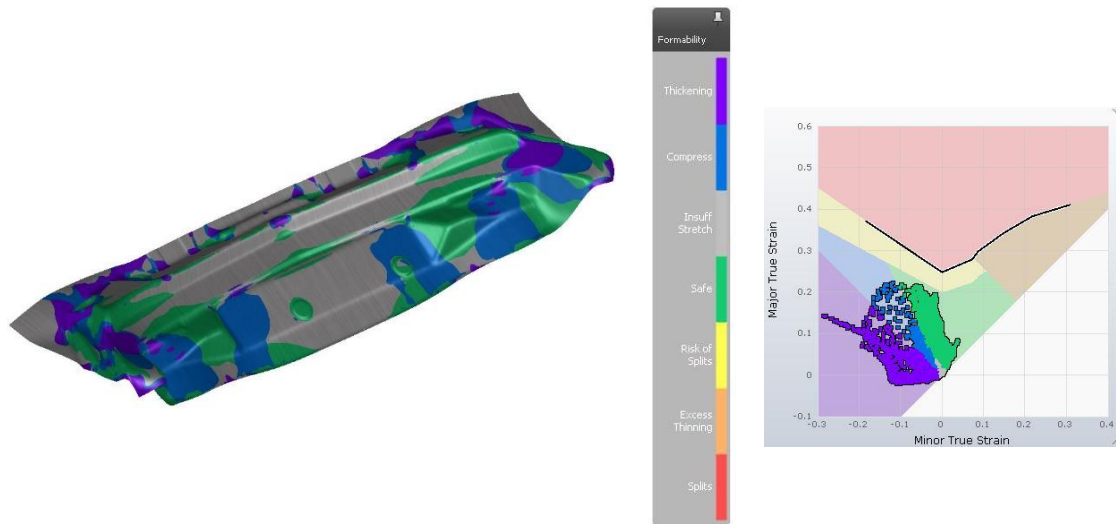 Formability
Thickening
Compress
Insuff
Stretch
Safe
Risk of
Splits
Excess
Thinning
Splits
Major True Strain
0.6
0.5
0.4
0.3
0.2
0.1
0
-0.1
-0.3 -0.2 -0.1 0.0 0.1 0.2 0.3 0.4
Minor True Strain